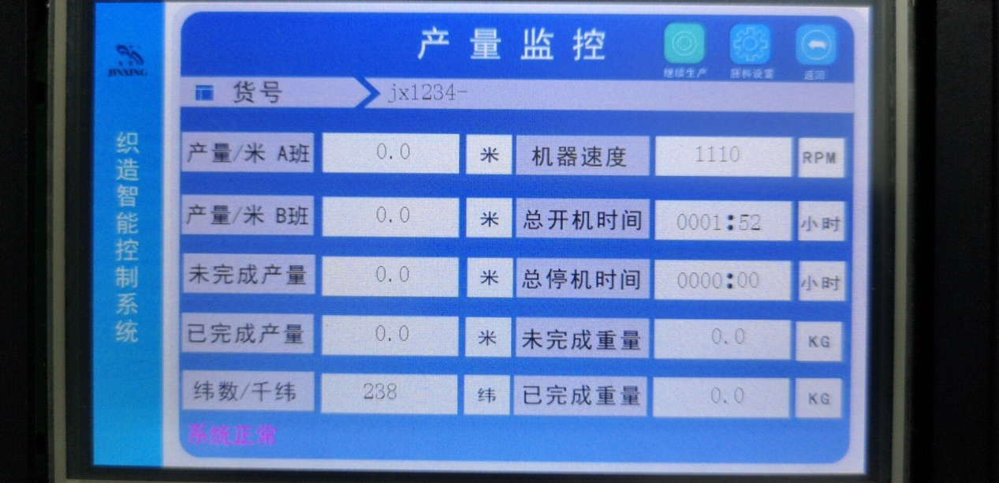 JINXING
织造智能控制系统
产量监控
继续生产 胚料设置 返回
货号 jx1234-
产量/米 A班 0.0 米 机器速度 1110 RPM
产量/米 B班 0.0 米 总开机时间 0001:52 小时
未完成产量 0.0 米 总停机时间 0000:00 小时
已完成产量 0.0 米 未完成重量 0.0 KG
纬数/千纬 238 纬 已完成重量 0.0 KG
系统正常